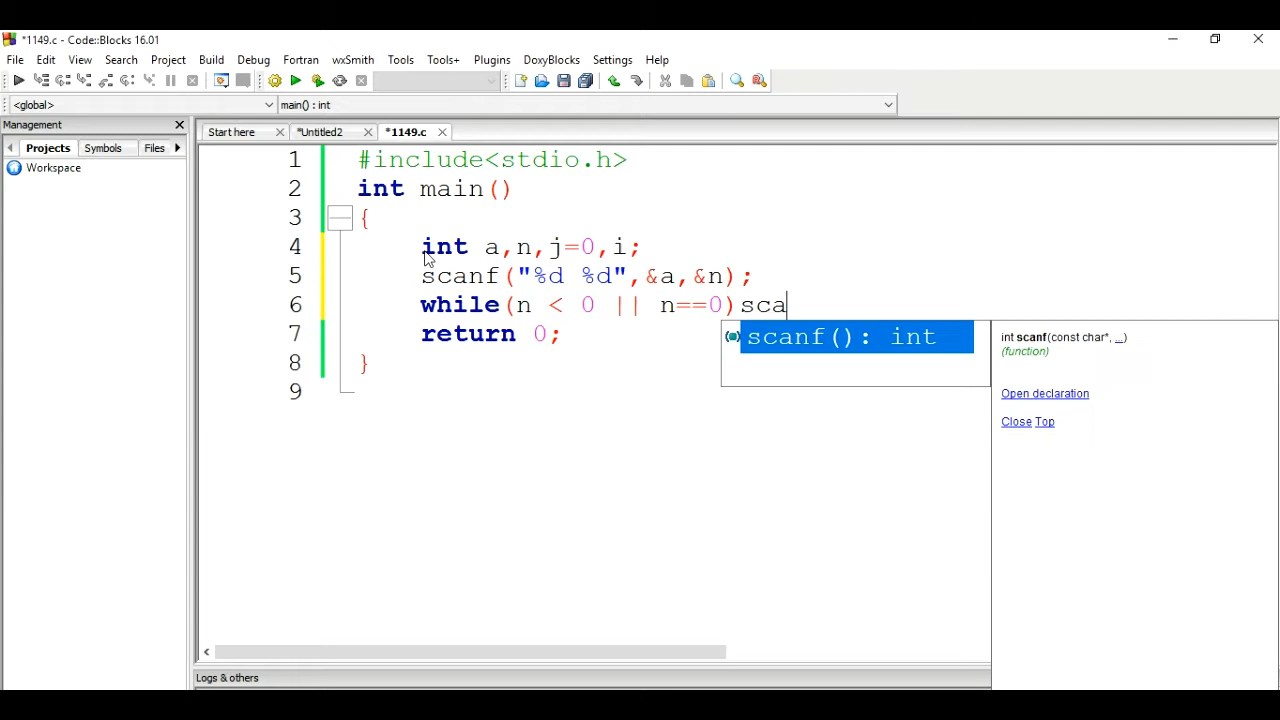 *1149.c - Code::Blocks 16.01
File Edit View Search Project Build Debug Fortran wxSmith Tools Tools+ Plugins DoxyBlocks Settings Help
<global> main() : int
Management
Projects Symbols Files
Workspace
Start here *Untitled2 *1149.c
1 #include<stdio.h>
2 int main()
3 {
4 int a,n,j=0,i;
5 scanf("%d %d",&a,&n);
6 while(n < 0 || n==0)sca
7 return 0;
8 }
9
scanf(): int
int scanf(const char*, ...)
(function)
Open declaration
Close Top
Logs & others